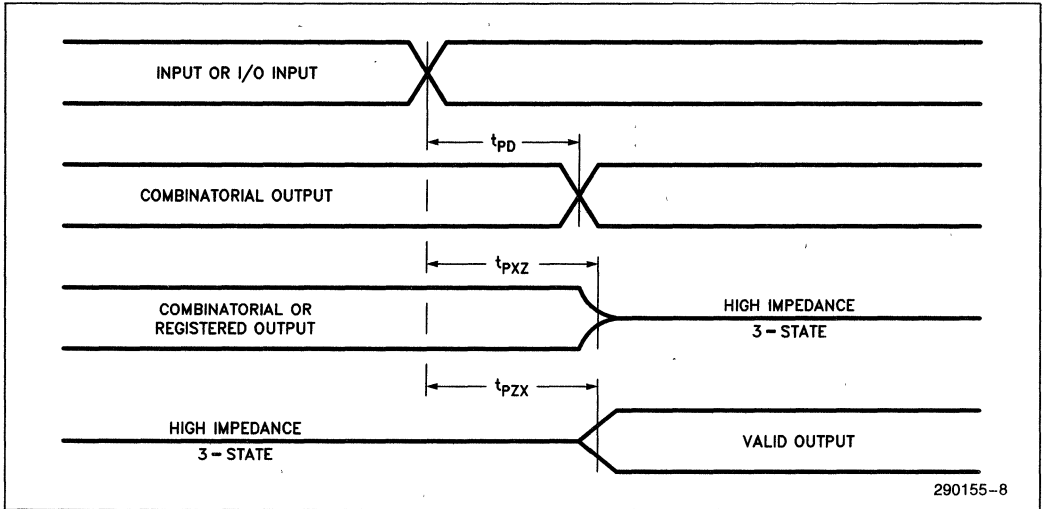 INPUT OR I/O INPUT
tPD
COMBINATORIAL OUTPUT
tPXZ
COMBINATORIAL OR
REGISTERED OUTPUT
HIGH IMPEDANCE
3-STATE
tPZX
HIGH IMPEDANCE
3-STATE
VALID OUTPUT
290155-8